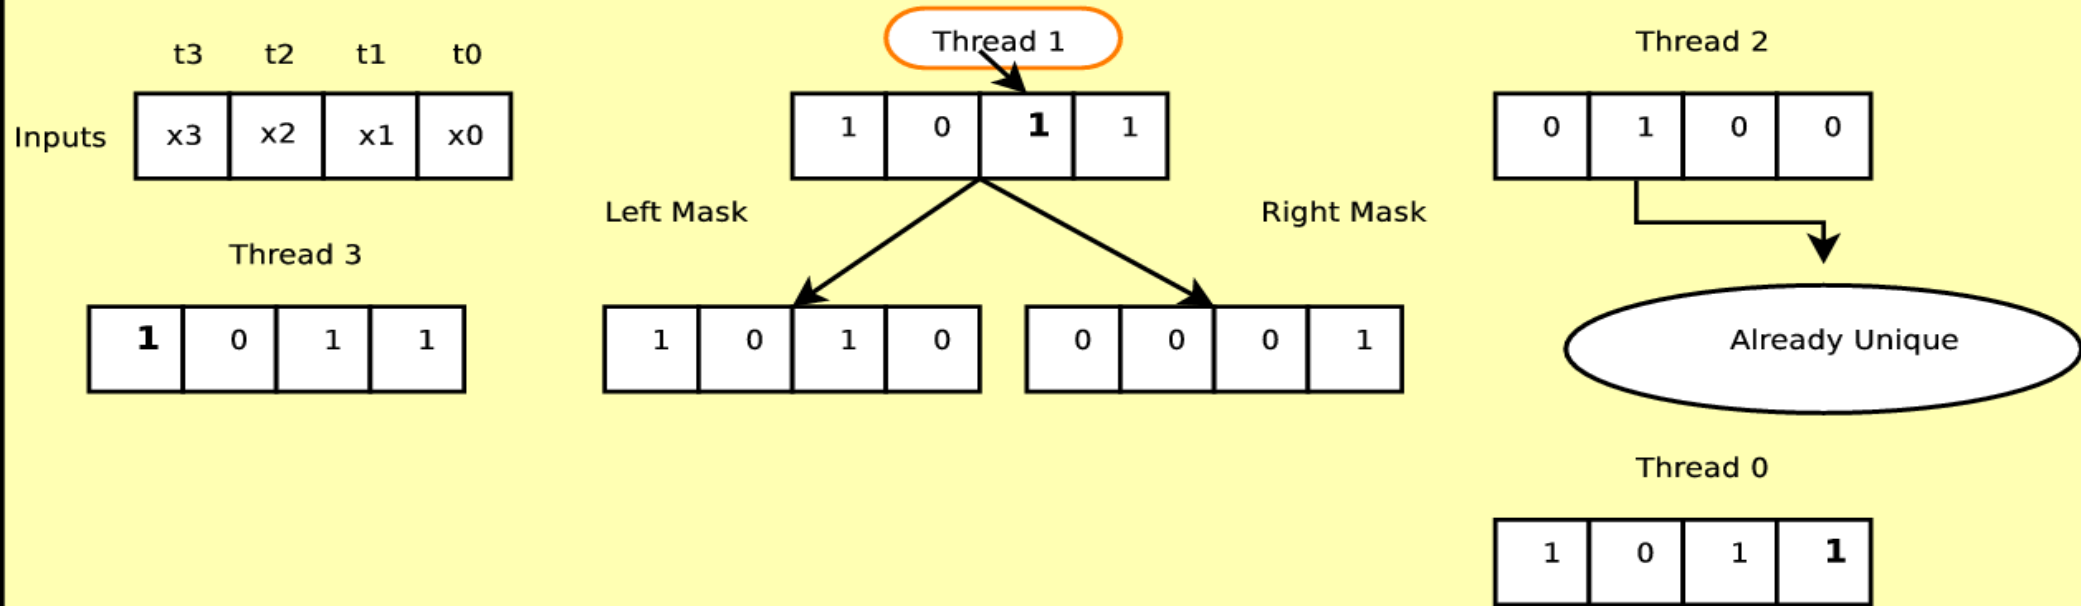 t3 t2 t1 t0
Inputs x3 x2 x1 x0
Thread 3
1 0 1 1
Thread 1
1 0 1 1
Left Mask Right Mask
1 0 1 0
0 0 0 1
Thread 2
0 1 0 0
Already Unique
Thread 0
1 0 1 1